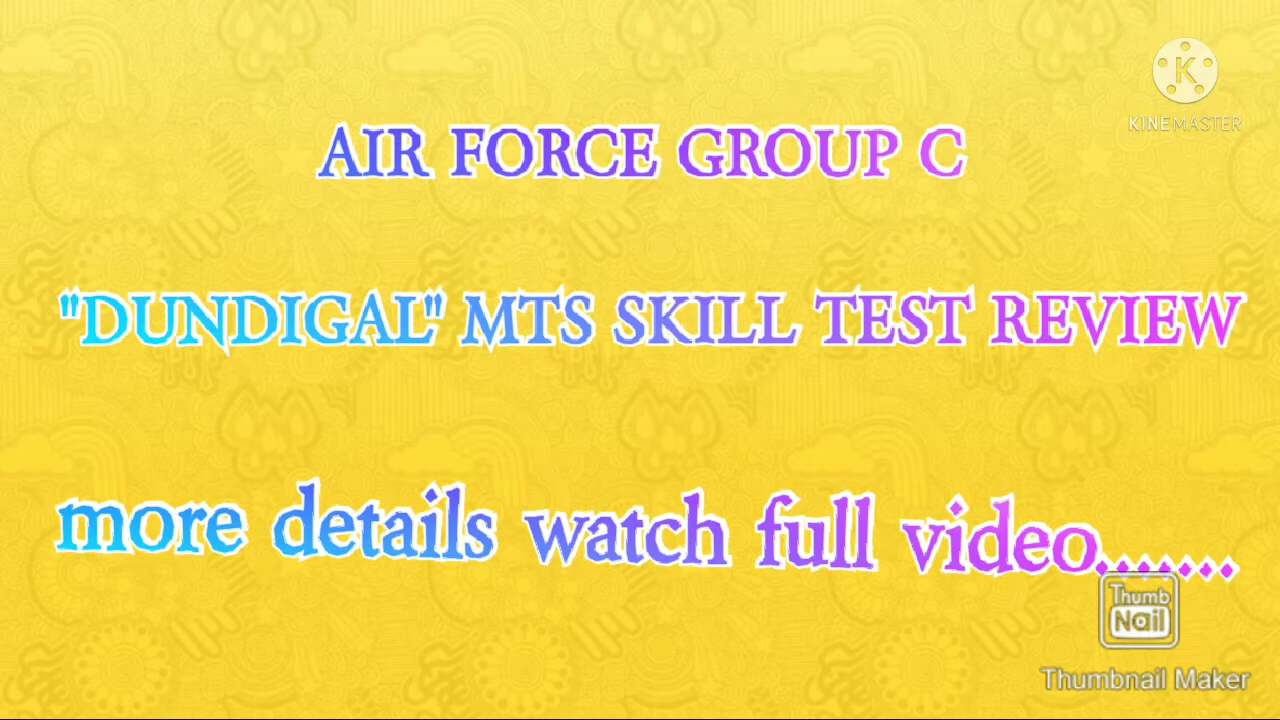 KINEMASTER
AIR FORCE GROUP C
"DUNDIGAL" MTS SKILL TEST REVIEW
more details watch full video.......
Thumb
Nail
Thumbnail Maker